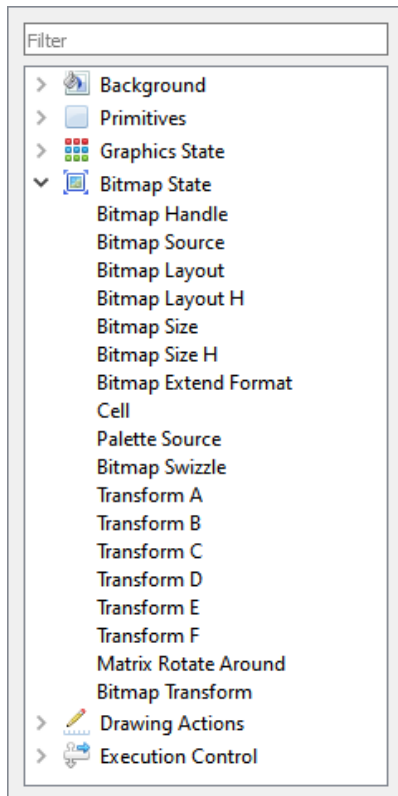 Filter
Background
Primitives
Graphics State
Bitmap State
Bitmap Handle
Bitmap Source
Bitmap Layout
Bitmap Layout H
Bitmap Size
Bitmap Size H
Bitmap Extend Format
Cell
Palette Source
Bitmap Swizzle
Transform A
Transform B
Transform C
Transform D
Transform E
Transform F
Matrix Rotate Around
Bitmap Transform
Drawing Actions
Execution Control